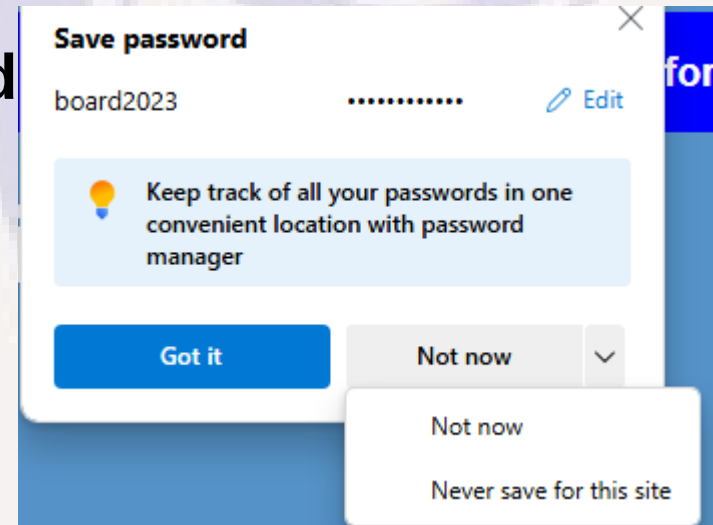 Save password
d
for
board2023 •••••••••••• Edit
Keep track of all your passwords in one
convenient location with password
manager
Got it Not now
Not now
Never save for this site